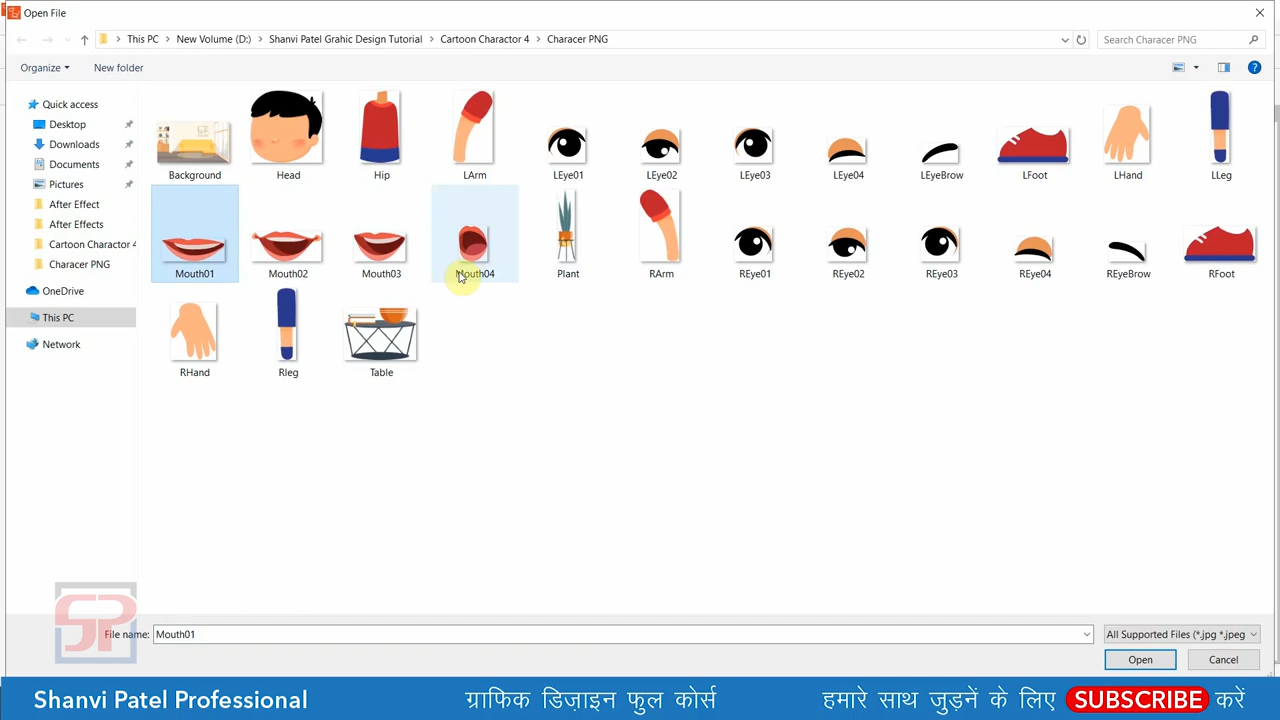 Open File
This PC > New Volume (D:) > Shanvi Patel Grahic Design Tutorial > Cartoon Charactor 4 > Characer PNG
Search Characer PNG
Organize
New folder
Quick access
Desktop
Downloads
Documents
Pictures
After Effect
After Effects
Cartoon Charactor 4
Characer PNG
OneDrive
This PC
Network
Background Head Hip LArm LEye01 LEye02 LEye03 LEye04 LEyeBrow LFoot LHand LLeg
Mouth01 Mouth02 Mouth03 Mouth04 Plant RArm REye01 REye02 REye03 REye04 REyeBrow RFoot
RHand Rleg Table
SP
File name: Mouth01
All Supported Files (*.jpg *.jpeg
Open
Cancel
Shanvi Patel Professional ग्राफिक डिज़ाइन फुल कोर्स हमारे साथ जुड़नें के लिए SUBSCRIBE करें